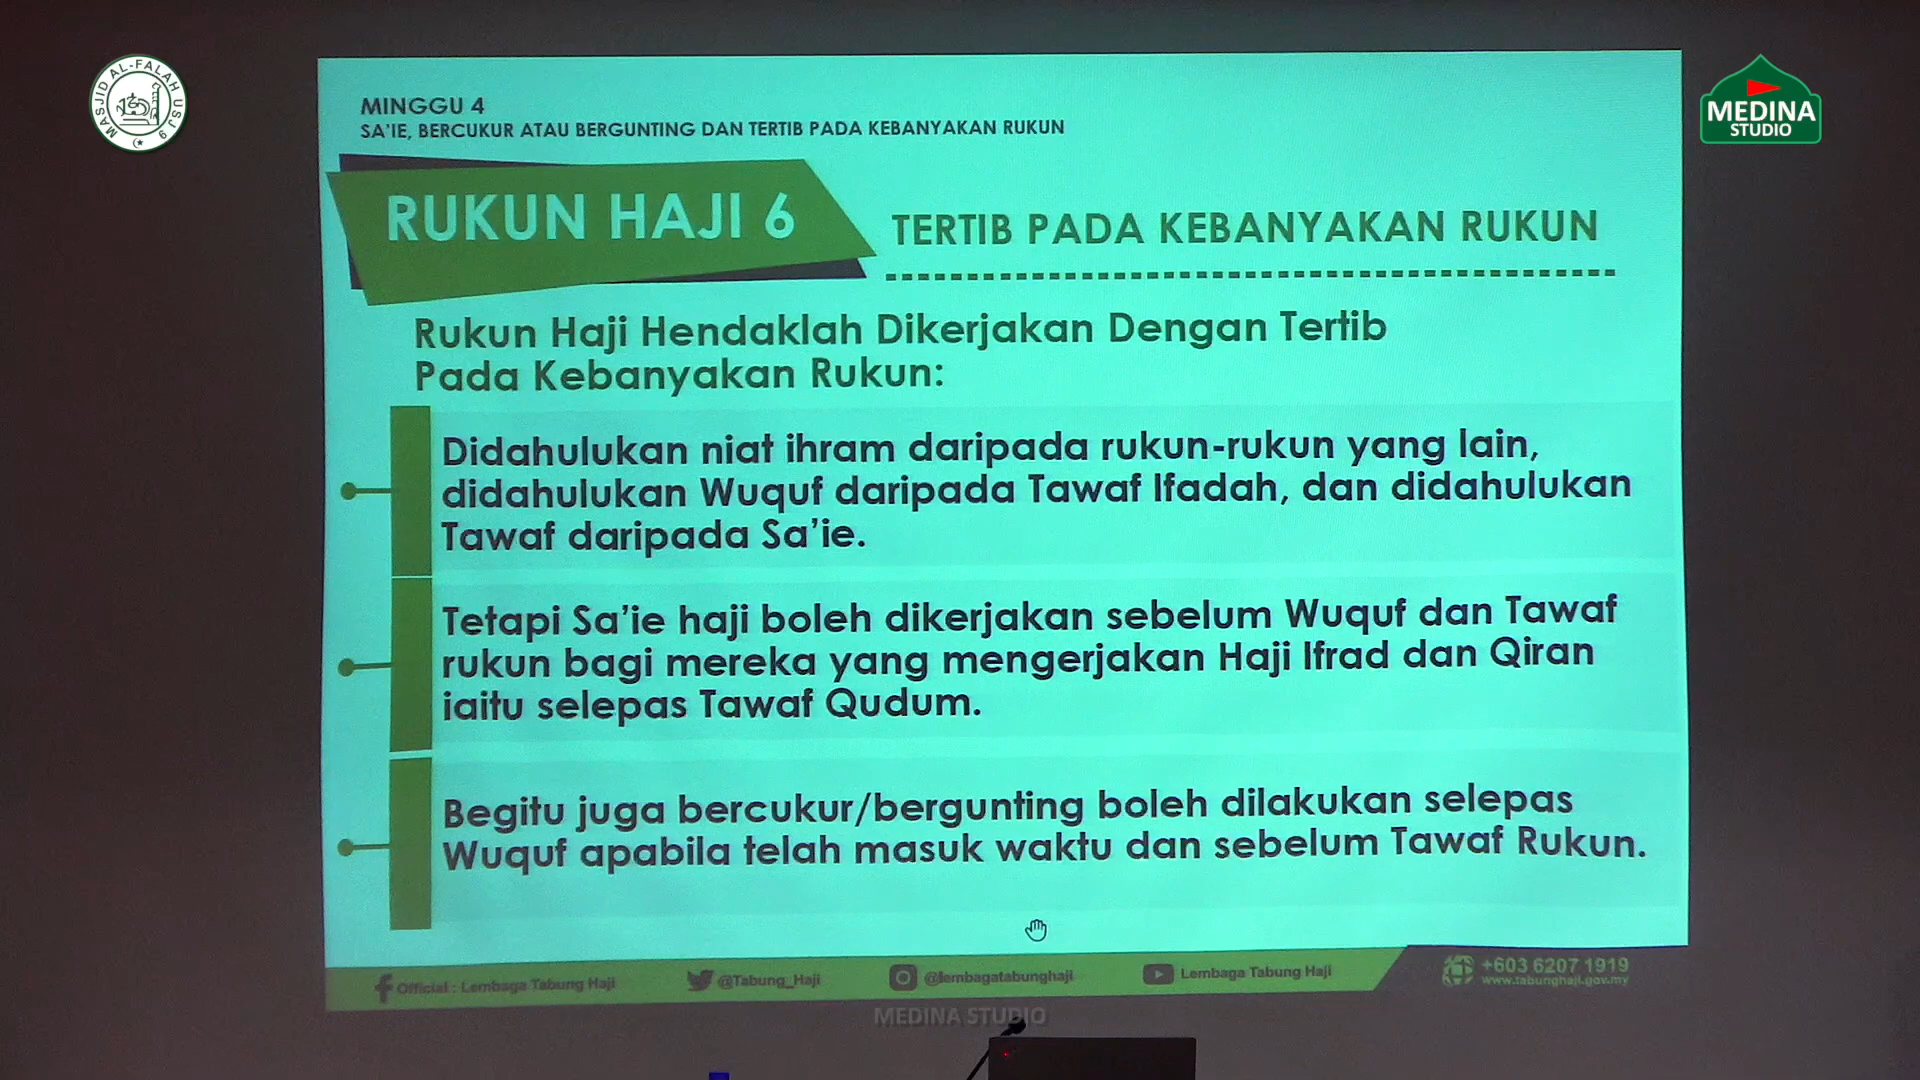 MASJID AL-FALAH USJ 9
MEDINA
STUDIO
MINGGU 4
SA'IE, BERCUKUR ATAU BERGUNTING DAN TERTIB PADA KEBANYAKAN RUKUN
RUKUN HAJI 6
TERTIB PADA KEBANYAKAN RUKUN
Rukun Haji Hendaklah Dikerjakan Dengan Tertib
Pada Kebanyakan Rukun:
Didahulukan niat ihram daripada rukun-rukun yang lain,
didahulukan Wuquf daripada Tawaf Ifadah, dan didahulukan
Tawaf daripada Sa'ie.
Tetapi Sa'ie haji boleh dikerjakan sebelum Wuquf dan Tawaf
rukun bagi mereka yang mengerjakan Haji Ifrad dan Qiran
iaitu selepas Tawaf Qudum.
Begitu juga bercukur/bergunting boleh dilakukan selepas
Wuquf apabila telah masuk waktu dan sebelum Tawaf Rukun.
Official : Lembaga Tabung Haji
@Tabung_Haji
@lembagatabunghaji
Lembaga Tabung Haji
+603 6207 1919
www.tabunghaji.gov.my
MEDINA STUDIO